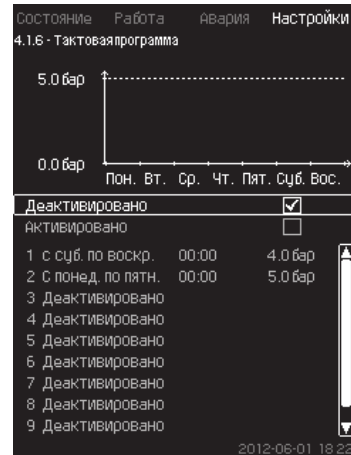 Состояние Работа Авария Настройки
4.1.6 - Тактовая программа
5.0 бар
0.0 бар
Пон. Вт. Ср. Чт. Пят. Суб. Вос.
Деактивировано
Активировано
1 с суб. по воскр. 00:00 4.0 бар
2 С понед. по пятн. 00:00 5.0 бар
3 Деактивировано
4 Деактивировано
5 Деактивировано
6 Деактивировано
7 Деактивировано
8 Деактивировано
9 Деактивировано
2012-06-01 18:22